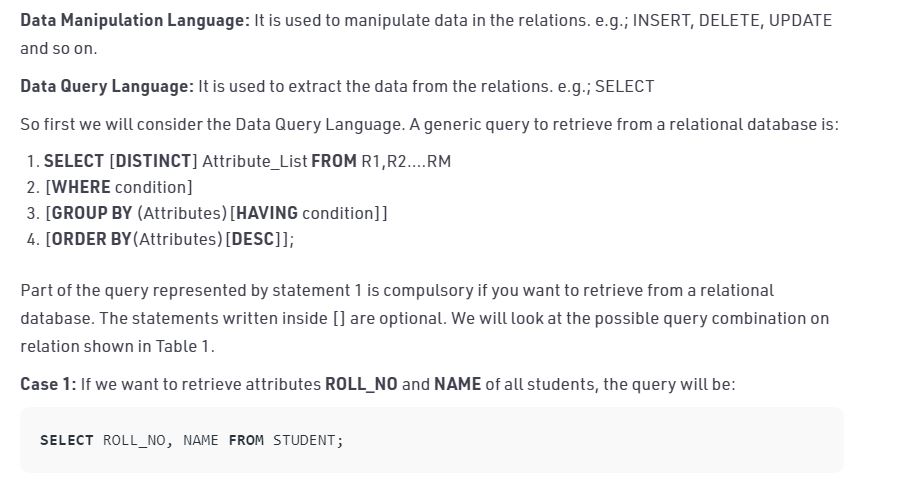 Data Manipulation Language: It is used to manipulate data in the relations. e.g.; INSERT, DELETE, UPDATE
and so on.
Data Query Language: It is used to extract the data from the relations. e.g.; SELECT
So first we will consider the Data Query Language. A generic query to retrieve from a relational database is:
1. SELECT [DISTINCT] Attribute_List FROM R1,R2....RM
2. [WHERE condition]
3. [GROUP BY (Attributes)[HAVING condition]]
4. [ORDER BY(Attributes)[DESC]];
Part of the query represented by statement 1 is compulsory if you want to retrieve from a relational
database. The statements written inside [] are optional. We will look at the possible query combination on
relation shown in Table 1.
Case 1: If we want to retrieve attributes ROLL_NO and NAME of all students, the query will be:
SELECT ROLL_NO, NAME FROM STUDENT;